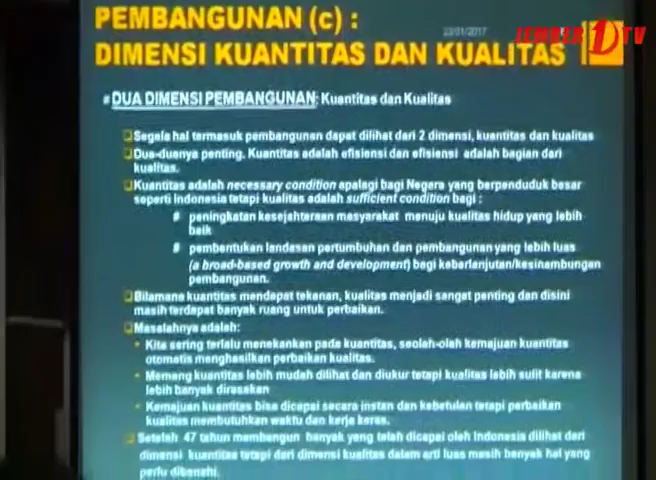 PEMBANGUNAN (c) :
DIMENSI KUANTITAS DAN KUALITAS
23/01/2017
JEMBER 1 TV
# DUA DIMENSI PEMBANGUNAN: Kuantitas dan Kualitas
Segala hal termasuk pembangunan dapat dilihat dari 2 dimensi, kuantitas dan kualitas
Dua-duanya penting. Kuantitas adalah efisiensi dan efisiensi adalah bagian dari
kualitas.
Kuantitas adalah necessary condition apalagi bagi Negara yang berpenduduk besar
seperti Indonesia tetapi kualitas adalah sufficient condition bagi :
# peningkatan kesejahteraan masyarakat menuju kualitas hidup yang lebih
baik
# pembentukan landasan pertumbuhan dan pembangunan yang lebih luas
(a broad-based growth and development) bagi keberlanjutan/kesinambungan
pembangunan.
Bilamana kuantitas mendapat tekanan, kualitas menjadi sangat penting dan disini
masih terdapat banyak ruang untuk perbaikan.
Masalahnya adalah:
• Kita sering terlalu menekankan pada kuantitas, seolah-olah kemajuan kuantitas
otomatis menghasilkan perbaikan kualitas.
• Memang kuantitas lebih mudah dilihat dan diukur tetapi kualitas lebih sulit karena
lebih banyak dirasakan
• Kemajuan kuantitas bisa dicapai secara instan dan kebetulan tetapi perbaikan
kualitas membutuhkan waktu dan kerja keras.
Setelah 47 tahun membangun banyak yang telah dicapai oleh Indonesia dilihat dari
dimensi kuantitas tetapi dari dimensi kualitas dalam arti luas masih banyak hal yang
perlu dibenahi.